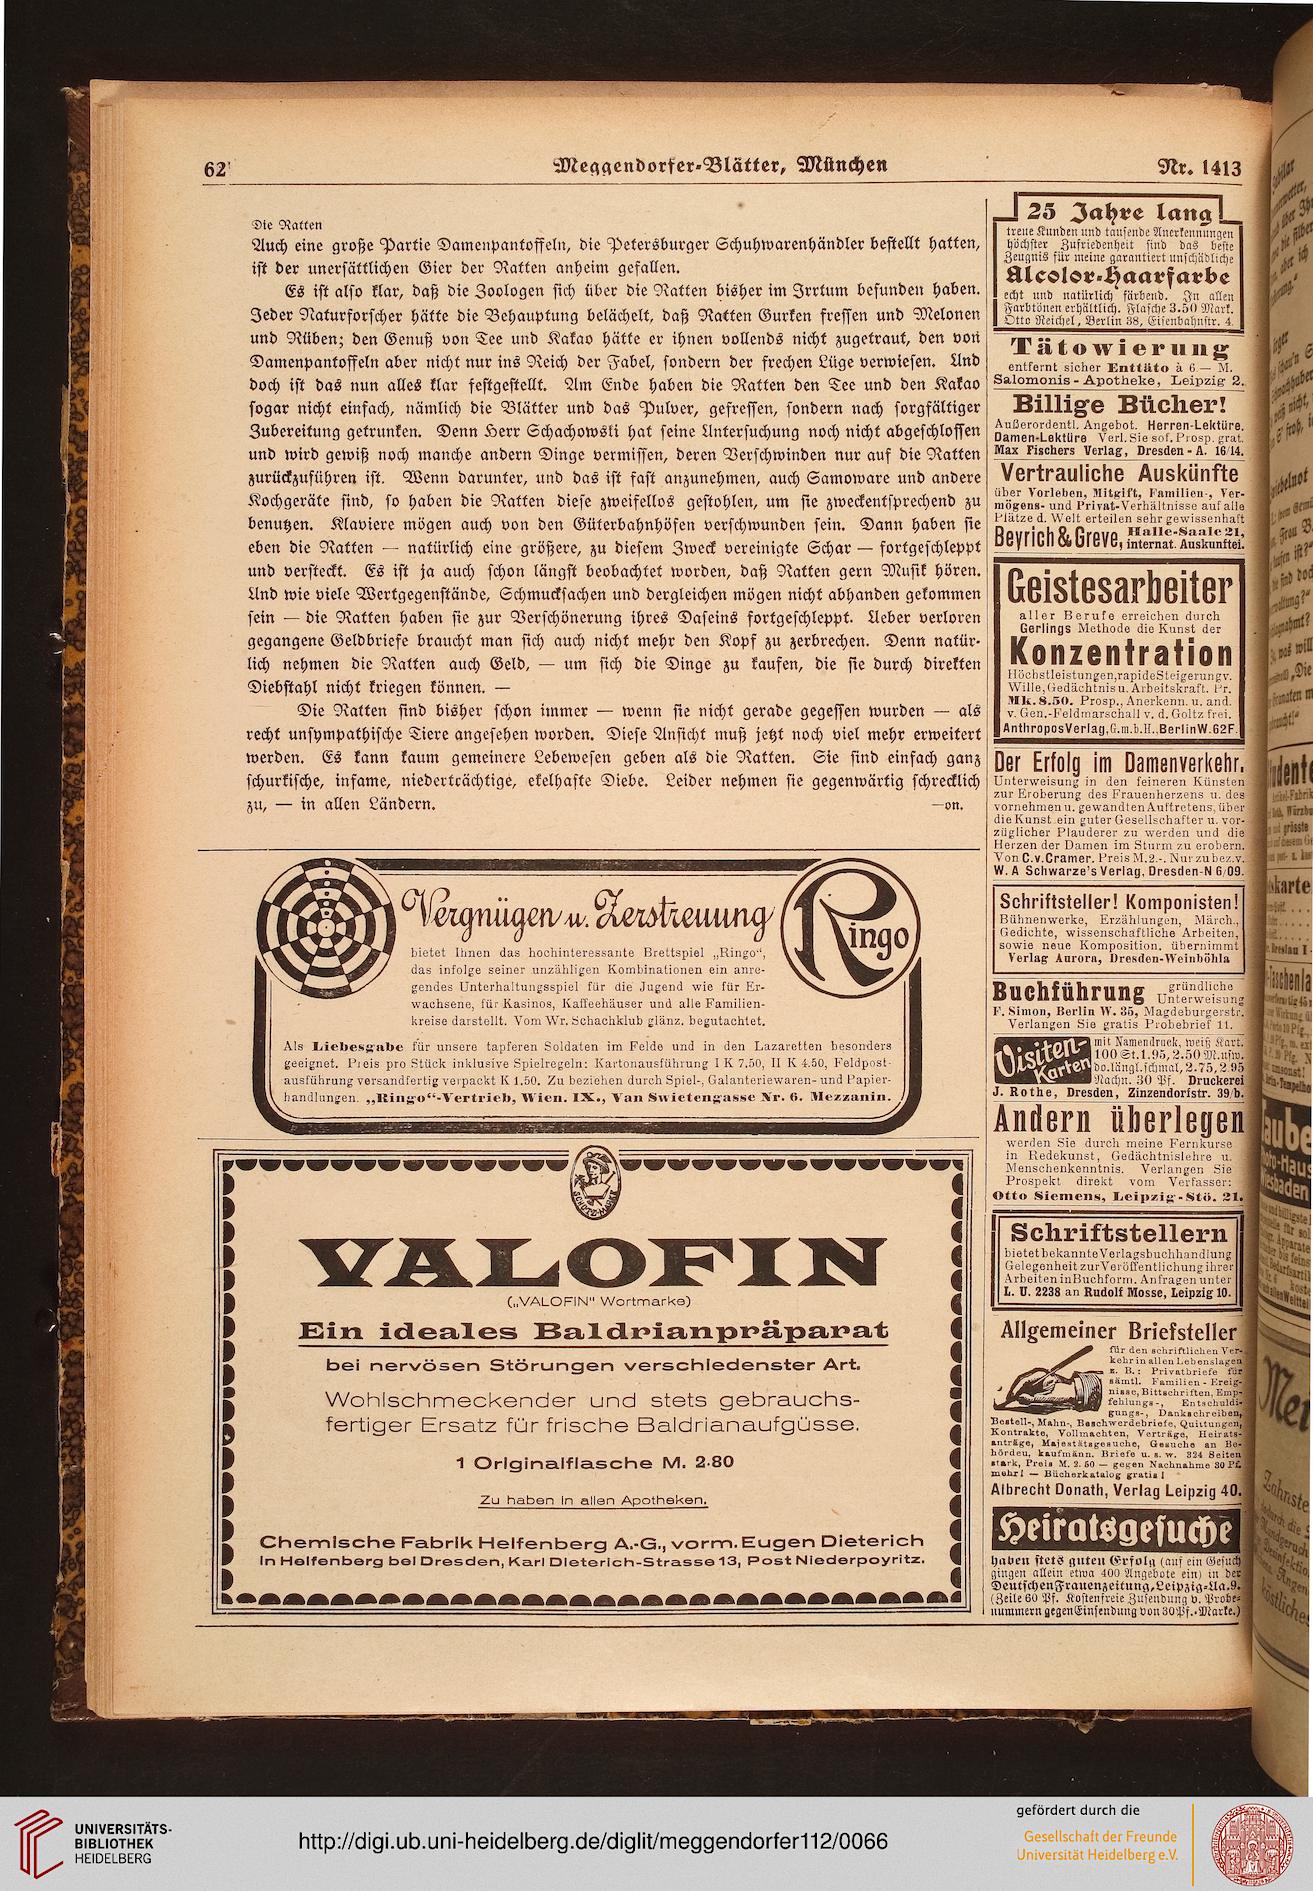 62
Meggendorfer-Blätter, München
Nr. 1413
Die Ratten
Auch eine große Partie Damenpantoffeln, die Petersburger Schuhwarenhändler bestellt hatten,
ist der unersättlichen Gier der Ratten anheim gefallen.
Es ist also klar, daß die Zoologen sich über die Ratten bisher im Irrtum befunden haben.
Jeder Naturforscher hätte die Behauptung belächelt, daß Ratten Gurken fressen und Melonen
und Rüben; den Genuß von Tee und Kakao hätte er ihnen vollends nicht zugetraut, den von
Damenpantoffeln aber nicht nur ins Reich der Fabel, sondern der frechen Lüge verwiesen. Und
doch ist das nun alles klar festgestellt. Am Ende haben die Ratten den Tee und den Kakao
sogar nicht einfach, nämlich die Blätter und das Pulver, gefressen, sondern nach sorgfältiger
Zubereitung getrunken. Denn Herr Schachowski hat seine Untersuchung noch nicht abgeschlossen
und wird gewiß noch manche andern Dinge vermissen, deren Verschwinden nur auf die Ratten
zurückzuführen ist. Wenn darunter, und das ist fast anzunehmen, auch Samoware und andere
Kochgeräte sind, so haben die Ratten diese zweifellos gestohlen, um sie zweckentsprechend zu
benutzen. Klaviere mögen auch von den Güterbahnhöfen verschwunden sein. Dann haben sie
eben die Ratten — natürlich eine größere, zu diesem Zweck vereinigte Schar — fortgeschleppt
und versteckt. Es ist ja auch schon längst beobachtet worden, daß Ratten gern Musik hören.
Und wie viele Wertgegenstände, Schmucksachen und dergleichen mögen nicht abhanden gekommen
sein — die Ratten haben sie zur Verschönerung ihres Daseins fortgeschleppt. Ueber verloren
gegangene Geldbriefe braucht man sich auch nicht mehr den Kopf zu zerbrechen. Denn natür-
lich nehmen die Ratten auch Geld, — um sich die Dinge zu kaufen, die sie durch direkten
Diebstahl nicht kriegen können. —
Die Ratten sind bisher schon immer — wenn sie nicht gerade gegessen wurden — als
recht unsympathische Tiere angesehen worden. Diese Ansicht muß jetzt noch viel mehr erweitert
werden. Es kann kaum gemeinere Lebewesen geben als die Ratten. Sie sind einfach ganz
schurkische, infame, niederträchtige, ekelhafte Diebe. Leider nehmen sie gegenwärtig schrecklich
zu, — in allen Ländern.
—on.
Vergnügen u. Zerstreuung
Ringo
bietet Ihnen das hochinteressante Brettspiel „Ringo“,
das infolge seiner unzähligen Kombinationen ein anre-
gendes Unterhaltungsspiel für die Jugend wie für Er-
wachsene, für Kasinos, Kaffeehäuser und alle Familien-
kreise darstellt. Vom Wr. Schachklub glänz. begutachtet.
Als Liebesgabe für unsere tapferen Soldaten im Felde und in den Lazaretten besonders
geeignet. Preis pro Stück inklusive Spielregeln: Kartonausführung I K 7.50, II K 4.50, Feldpost-
ausführung versandfertig verpackt K 1.50. Zu beziehen durch Spiel-, Galanteriewaren- und Papier-
handlungen. „Ringo“-Vertrieb, Wien. IX., Van Swietengasse Nr. 6. Mezzanin.
SCHUTZ-MARKE
VALOFIN
(„VALOFIN“ Wortmarke)
Ein ideales Baldrianpräparat
bei nervösen Störungen verschiedenster Art.
Wohlschmeckender und stets gebrauchs-
fertiger Ersatz für frische Baldrianaufgüsse.
1 Originalflasche M. 2.80
Zu haben in allen Apotheken.
Chemische Fabrik Helfenberg A.-G., vorm. Eugen Dieterich
in Helfenberg bei Dresden, Karl Dieterich-Strasse 13, Post Niederpoyritz.
25 Jahre lang
treue Kunden und tausende Anerkennungen
höchster Zufriedenheit sind das beste
Zeugnis für meine garantiert unschädliche
Alcolor-Haarfarbe
echt und natürlich färbend. In allen
Farbtönen erhältlich. Flasche 3.50 Mark.
Otto Reichel, Berlin 38, Eisenbahnstr. 4.
Tätowierung
entfernt sicher Enttäto à 6 — M.
Salomonis-Apotheke, Leipzig 2.
Billige Bücher!
Außerordentl. Angebot. Herren-Lektüre.
Damen-Lektüre Verl. Sie sof. Prosp. grat.
Max Fischers Verlag, Dresden-A. 16/14.
Vertrauliche Auskünfte
über Vorleben, Mitgift, Familien-, Ver-
mögens- und Privat-Verhältnisse auf alle
Plätze d. Welt erteilen sehr gewissenhaft
Beyrich & Greve, Halle-Saale 21,
internat. Auskunftei.
Geistesarbeiter
aller Berufe erreichen durch
Gerlings Methode die Kunst der
Konzentration
Höchstleistungen, rapide Steigerung v.
Wille, Gedächtnis u. Arbeitskraft. Pr.
Mk. 8.50. Prosp., Anerkenn. u. and.
v. Gen.-Feldmarschall v. d. Goltz frei.
Anthropos Verlag, G.m.b.H., Berlin W. 62F.
Der Erfolg im Damenverkehr.
Unterweisung in den feineren Künsten
zur Eroberung des Frauenherzens u. des
vornehmen u. gewandten Auftretens, über
die Kunst ein guter Gesellschafter u. vor-
züglicher Plauderer zu werden und die
Herzen der Damen im Sturm zu erobern.
Von C. v. Cramer. Preis M. 2.-. Nur zu bez. v.
W. A Schwarze's Verlag, Dresden-N 6/09.
Schriftsteller! Komponisten!
Bühnenwerke, Erzählungen, Märch.,
Gedichte, wissenschaftliche Arbeiten,
sowie neue Komposition. übernimmt
Verlag Aurora, Dresden-Weinböhla
Buchführung gründliche
Unterweisung
F. Simon, Berlin W. 35, Magdeburgerstr.
Verlangen Sie gratis Probebrief 11.
Visiten-Karten
mit Namendruck, weiß Kart.
100 St. 1.95, 2.50 M. usw.
do. längl. schmal, 2.75, 2.95
Nachn. 30 Pf. Druckerei
J. Rothe, Dresden, Zinzendorfstr. 39/b.
Andern überlegen
werden Sie durch meine Fernkurse
in Redekunst, Gedächtnislehre u.
Menschenkenntnis. Verlangen Sie
Prospekt direkt vom Verfasser:
Otto Siemens, Leipzig-Stö. 21.
Schriftstellern
bietet bekannte Verlagsbuchhandlung
Gelegenheit zur Veröffentlichung ihrer
Arbeiten in Buchform. Anfragen unter
L. U. 2238 an Rudolf Mosse, Leipzig 10.
Allgemeiner Briefsteller
für den schriftlichen Ver-
kehr in allen Lebenslagen
z. B.: Privatbriefe für
sämtl. Familien-Ereig-
nisse, Bittschriften, Emp-
fehlungs-, Entschuldi-
gungs-, Dankschreiben,
Bestell-, Mahn-, Beschwerdebriefe, Quittungen,
Kontrakte, Vollmachten, Verträge, Heirats-
anträge, Majestätsgesuche, Gesuche an Be-
hörden, kaufmänn. Briefe u. s. w. 324 Seiten
stark, Preis M. 2.50 — gegen Nachnahme 30 Pf.
mehr! — Bücherkatalog gratis!
Albrecht Donath, Verlag Leipzig 40.
Heiratsgesuche
haben stets guten Erfolg (auf ein Gesuch
gingen allein etwa 400 Angebote ein) in der
Deutschen Frauenzeitung, Leipzig-Ua. 9.
(Zeile 60 Pf. Kostenfreie Zusendung v. Probe-
nummern gegen Einsendung von 30 Pf.-Marke.)
UNIVERSITÄTS-
BIBLIOTHEK
HEIDELBERG
http://digi.ub.uni-heidelberg.de/diglit/meggendorfer112/0066
gefördert durch die
Gesellschaft der Freunde
Universität Heidelberg e.V.